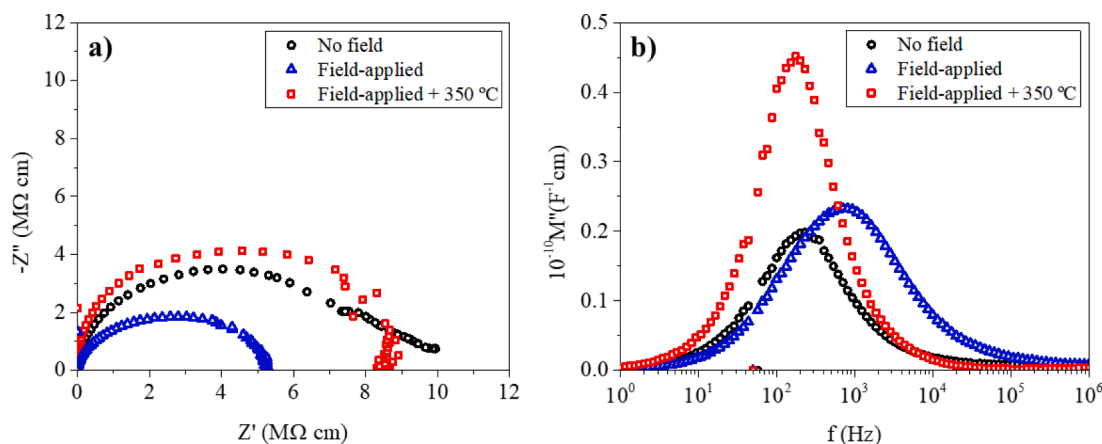 a)
No field
Field-applied
Field-applied + 350 ºC
12
10
8
6
4
2
0
-Z'' (MΩ cm)
0 2 4 6 8 10 12
Z' (MΩ cm)
b)
No field
Field-applied
Field-applied + 350 ºC
0.5
0.4
0.3
0.2
0.1
0.0
10⁻¹⁰M''(F⁻¹cm)
10⁰ 10¹ 10² 10³ 10⁴ 10⁵ 10⁶
f (Hz)